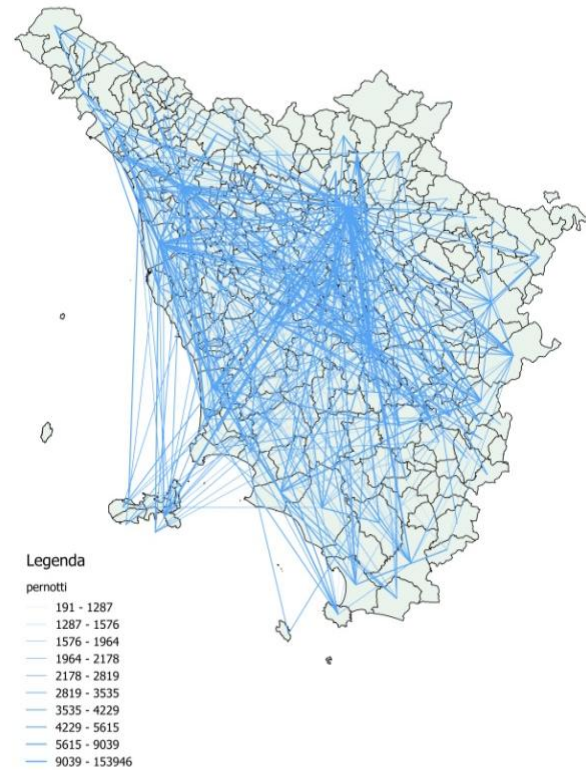 Legenda
pernotti
191 - 1287
1287 - 1576
1576 - 1964
1964 - 2178
2178 - 2819
2819 - 3535
3535 - 4229
4229 - 5615
5615 - 9039
9039 - 153946